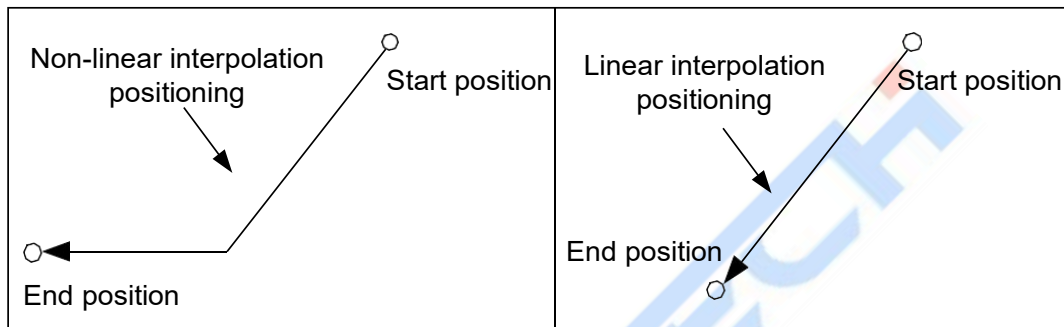 Non-linear interpolation
positioning
Start position
End position
Linear interpolation
positioning
Start position
End position